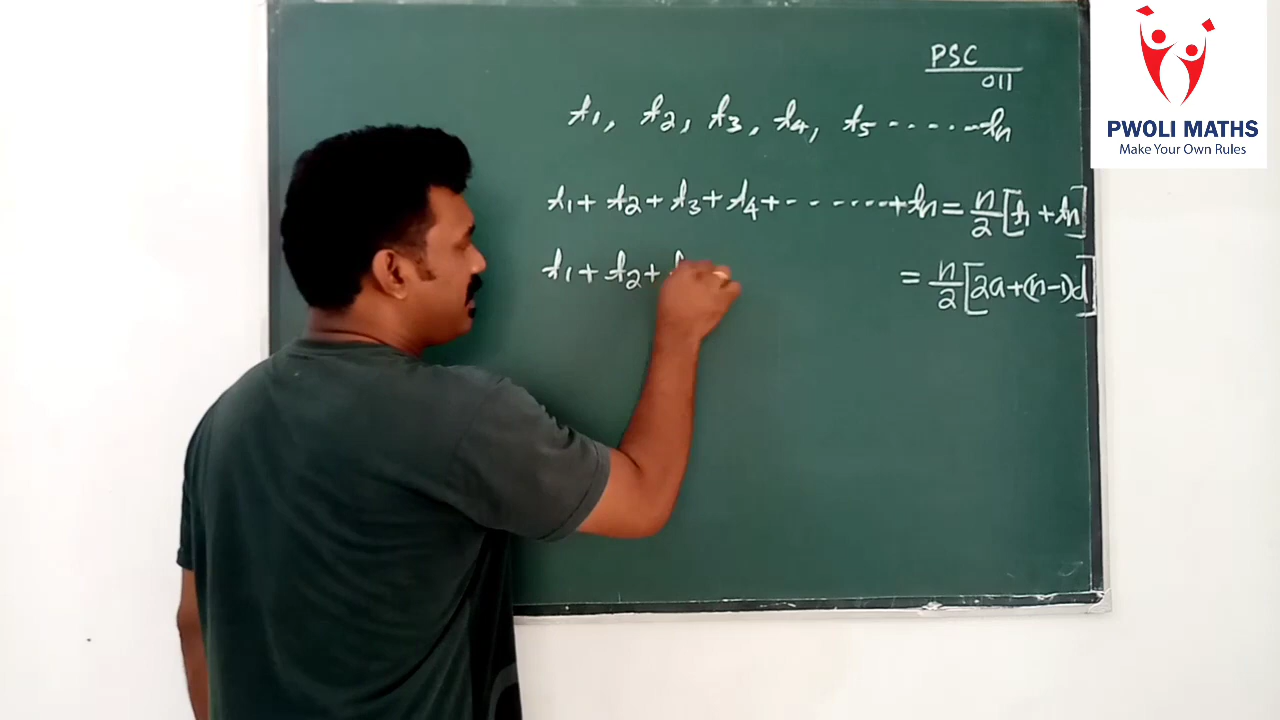 PSC
011
t1, t2, t3, t4, t5 ------- tn
t1 + t2 + t3 + t4 + ------- + tn = n/2 [t1 + tn]
= n/2 [2a+(n-1)d]
t1 + t2 + t
PWOLI MATHS
Make Your Own Rules